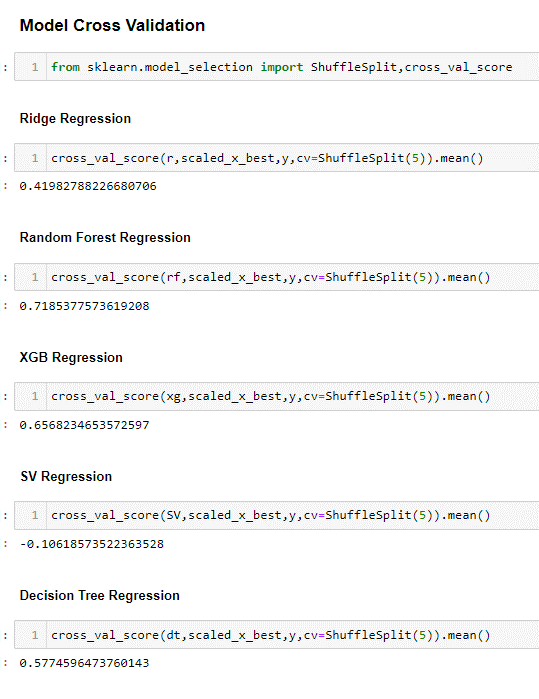 Model Cross Validation
: 1 from sklearn.model_selection import ShuffleSplit,cross_val_score
Ridge Regression
: 1 cross_val_score(r,scaled_x_best,y,cv=ShuffleSplit(5)).mean()
: 0.41982788226680706
Random Forest Regression
: 1 cross_val_score(rf,scaled_x_best,y,cv=ShuffleSplit(5)).mean()
: 0.7185377573619208
XGB Regression
: 1 cross_val_score(xg,scaled_x_best,y,cv=ShuffleSplit(5)).mean()
: 0.6568234653572597
SV Regression
: 1 cross_val_score(SV,scaled_x_best,y,cv=ShuffleSplit(5)).mean()
: -0.10618573522363528
Decision Tree Regression
: 1 cross_val_score(dt,scaled_x_best,y,cv=ShuffleSplit(5)).mean()
: 0.5774596473760143